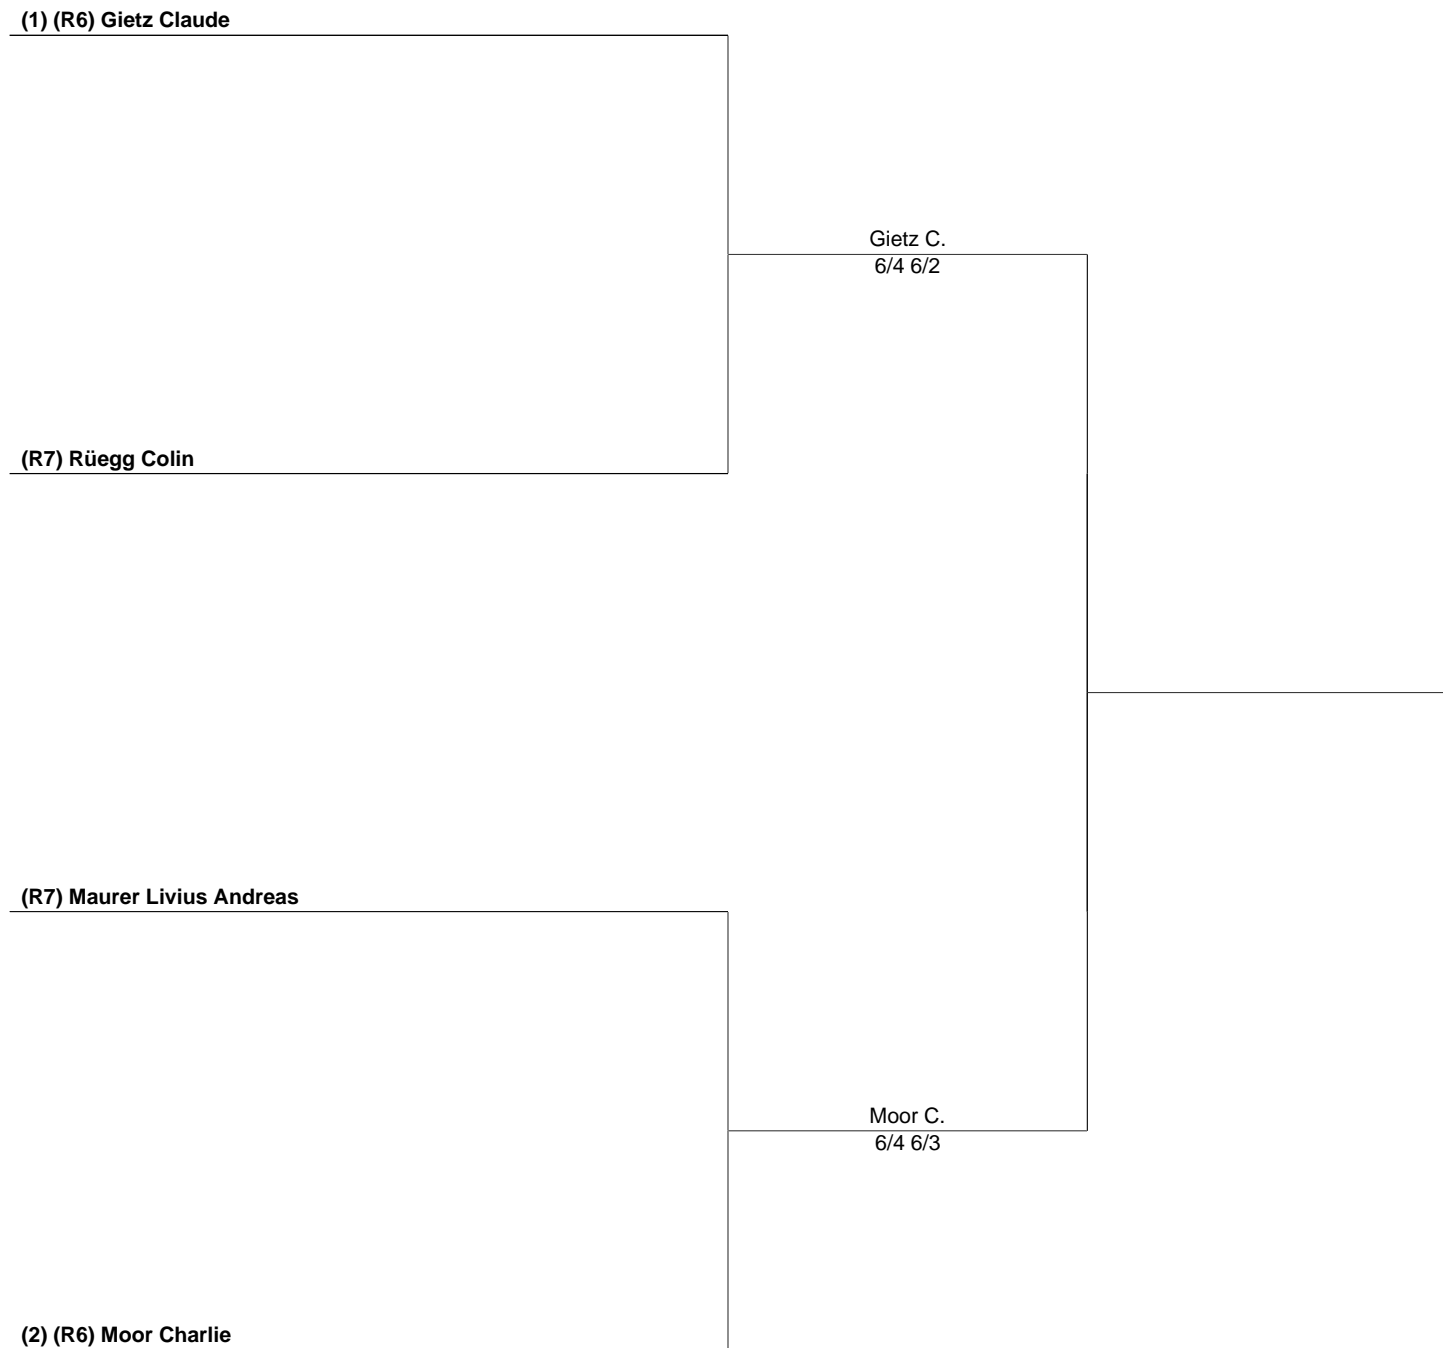 (1) (R6) Gietz Claude
Gietz C.
6/4 6/2
(R7) Rüegg Colin
(R7) Maurer Livius Andreas
Moor C.
6/4 6/3
(2) (R6) Moor Charlie